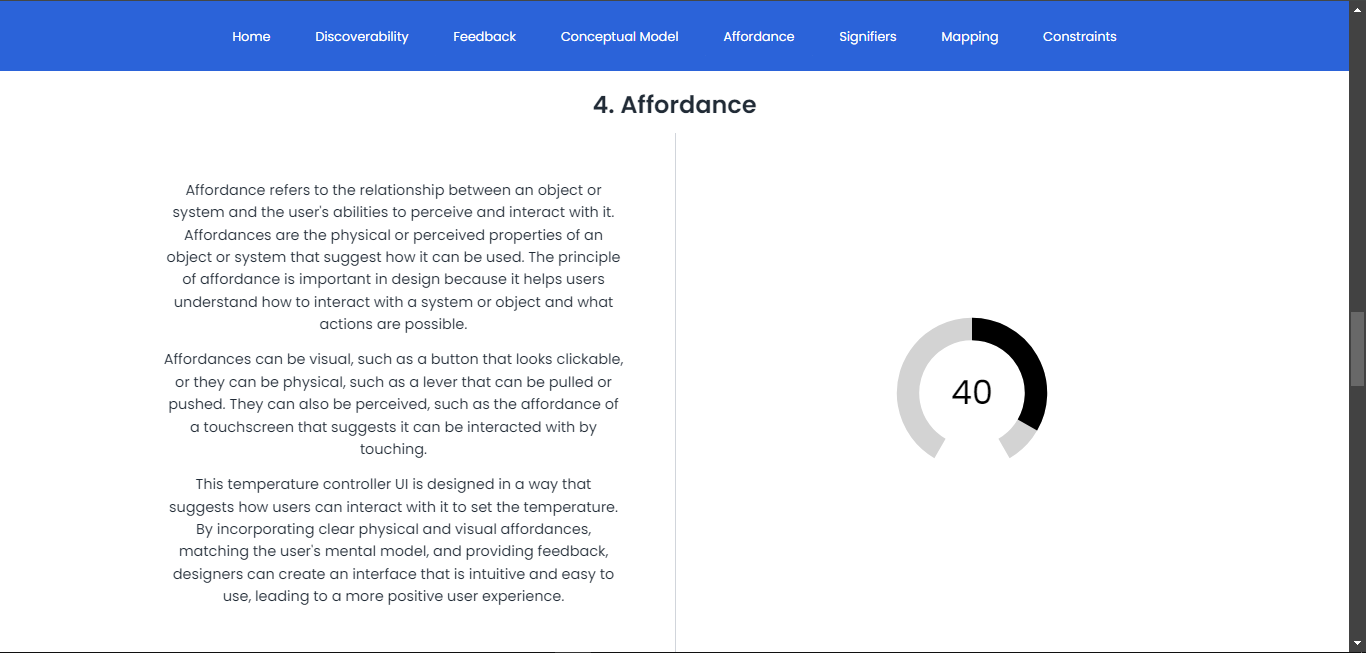 Home Discoverability Feedback Conceptual Model Affordance Signifiers Mapping Constraints
4. Affordance
Affordance refers to the relationship between an object or
system and the user's abilities to perceive and interact with it.
Affordances are the physical or perceived properties of an
object or system that suggest how it can be used. The principle
of affordance is important in design because it helps users
understand how to interact with a system or object and what
actions are possible.
Affordances can be visual, such as a button that looks clickable,
or they can be physical, such as a lever that can be pulled or
pushed. They can also be perceived, such as the affordance of
a touchscreen that suggests it can be interacted with by
touching.
This temperature controller UI is designed in a way that
suggests how users can interact with it to set the temperature.
By incorporating clear physical and visual affordances,
matching the user's mental model, and providing feedback,
designers can create an interface that is intuitive and easy to
use, leading to a more positive user experience.
40